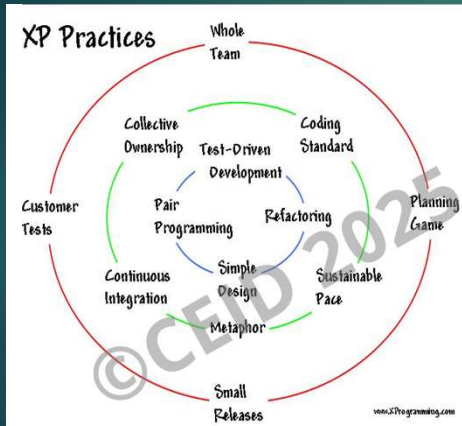 XP Practices
Whole
Team
Collective
Ownership
Coding
Standard
Test-Driven
Development
Customer
Tests
Pair
Programming
Refactoring
Planning
Game
Continuous
Integration
Simple
Design
Sustainable
Pace
Metaphor
Small
Releases
www.XProgramming.com
©CEID 2025